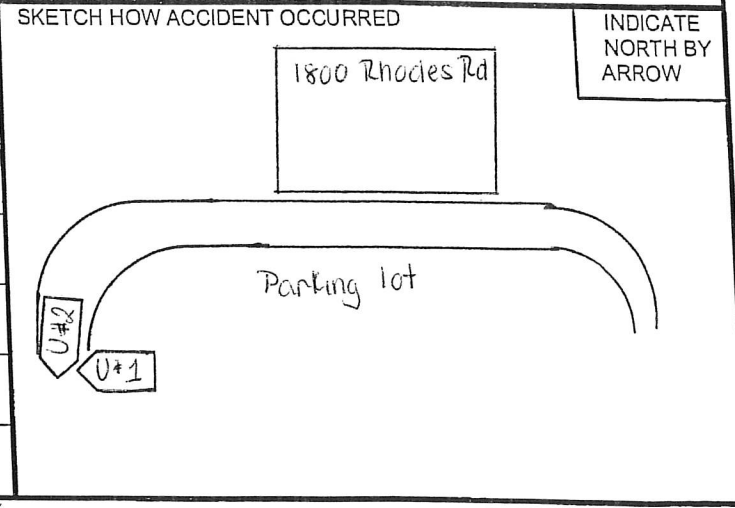 SKETCH HOW ACCIDENT OCCURRED
INDICATE
NORTH BY
ARROW
1800 Rhodes Rd
Parking lot
U#2
U#1